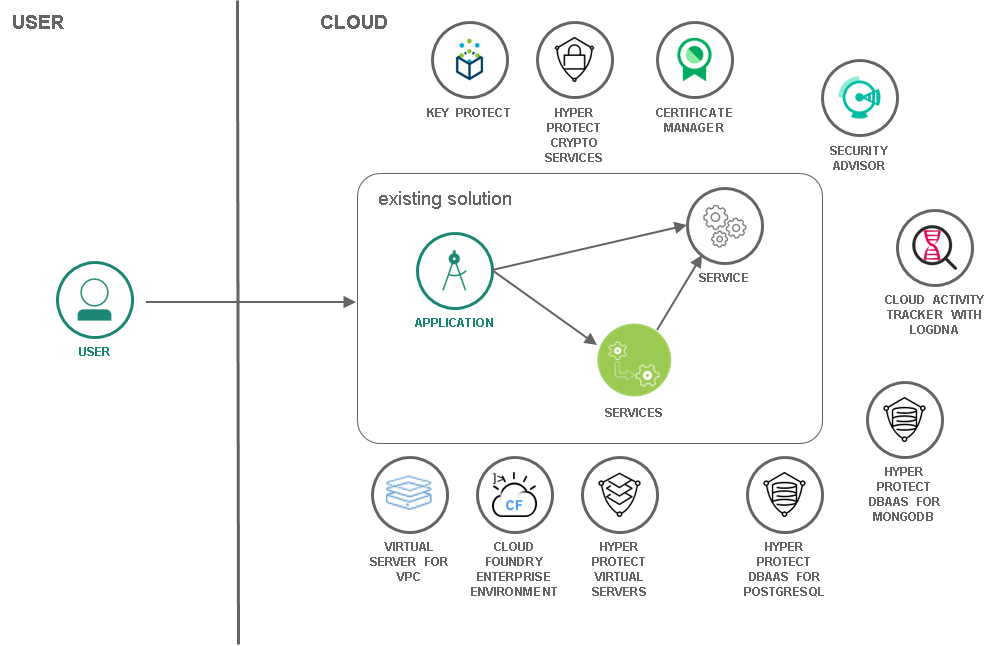 USER
CLOUD
KEY PROTECT
HYPER
PROTECT
CRYPTO
SERVICES
CERTIFICATE
MANAGER
SECURITY
ADVISOR
existing solution
APPLICATION
SERVICE
SERVICES
USER
CLOUD ACTIVITY
TRACKER WITH
LOGDNA
HYPER
PROTECT
DBAAS FOR
MONGODB
VIRTUAL
SERVER FOR
VPC
CF
CLOUD
FOUNDRY
ENTERPRISE
ENVIRONMENT
HYPER
PROTECT
VIRTUAL
SERVERS
HYPER
PROTECT
DBAAS FOR
POSTGRESQL